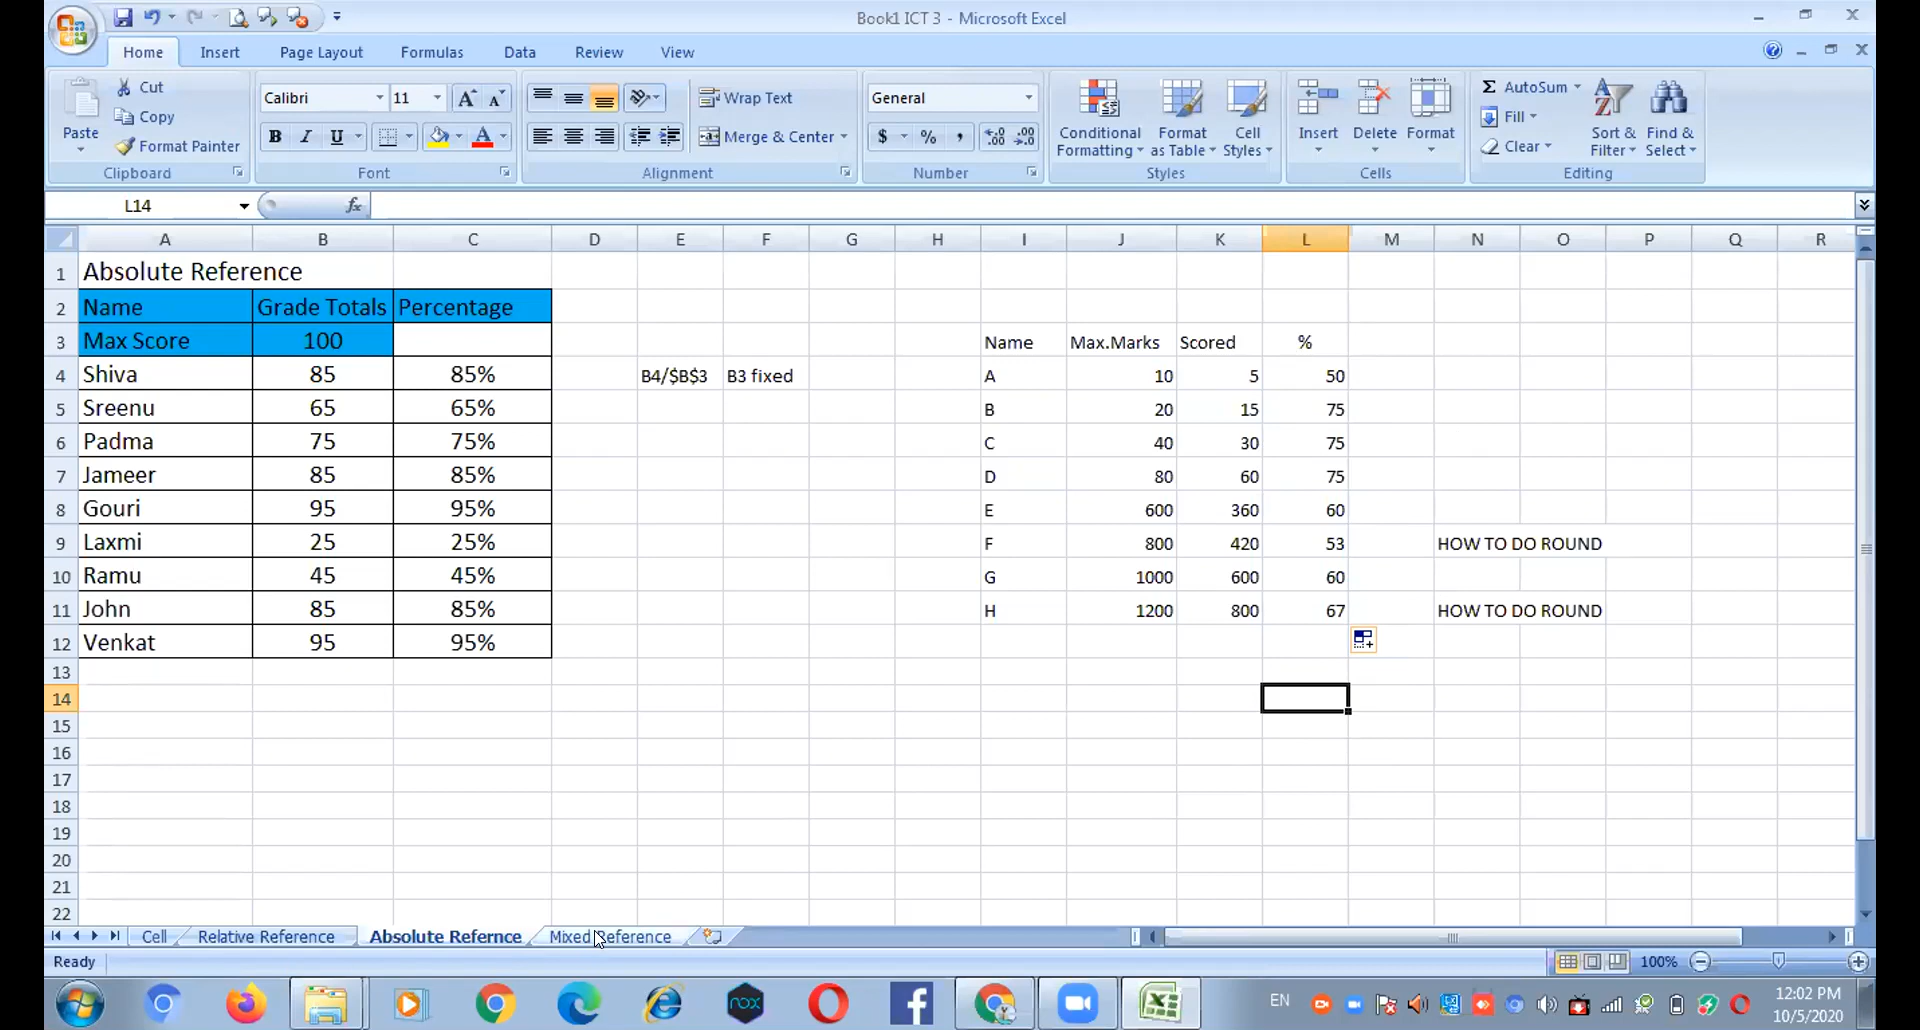 Book1 ICT 3 - Microsoft Excel
Home Insert Page Layout Formulas Data Review View
Paste Cut Copy Format Painter
Calibri 11
B I U A A A
Wrap Text
Merge & Center
General
$ % ,
Conditional Formatting Format as Table Cell Styles
Insert Delete Format
Σ AutoSum Fill Clear
Sort & Filter Find & Select
Clipboard Font Alignment Number Styles Cells Editing
L14 fx
A B C D E F G H I J K L M N O P Q R
1 Absolute Reference
2 Name Grade Totals Percentage
3 Max Score 100 Name Max.Marks Scored %
4 Shiva 85 85% B4/$B$3 B3 fixed A 10 5 50
5 Sreenu 65 65% B 20 15 75
6 Padma 75 75% C 40 30 75
7 Jameer 85 85% D 80 60 75
8 Gouri 95 95% E 600 360 60
9 Laxmi 25 25% F 800 420 53 HOW TO DO ROUND
10 Ramu 45 45% G 1000 600 60
11 John 85 85% H 1200 800 67 HOW TO DO ROUND
12 Venkat 95 95%
13
14
15
16
17
18
19
20
21
22
Cell Relative Reference Absolute Refernce Mixed Reference
Ready 100%
nox EN 12:02 PM
10/5/2020